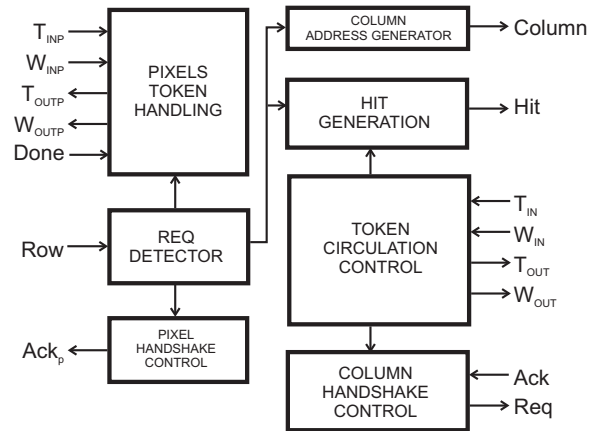 T_INP
W_INP
T_OUTP
W_OUTP
Done
PIXELS
TOKEN
HANDLING
COLUMN
ADDRESS GENERATOR
Column
HIT
GENERATION
Hit
Row
REQ
DETECTOR
TOKEN
CIRCULATION
CONTROL
T_IN
W_IN
T_OUT
W_OUT
Ack_p
PIXEL
HANDSHAKE
CONTROL
COLUMN
HANDSHAKE
CONTROL
Ack
Req